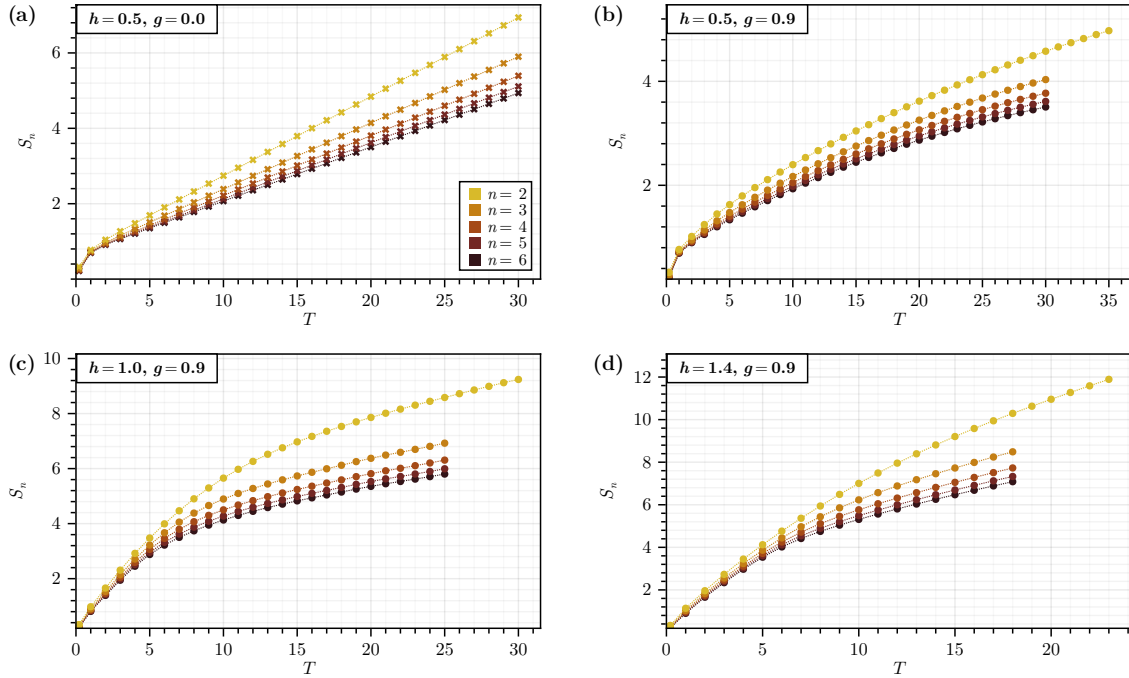 (a)
h = 0.5, g = 0.0
6
4
2
S_n
0 5 10 15 20 25 30
T
n = 2
n = 3
n = 4
n = 5
n = 6
(b)
h = 0.5, g = 0.9
4
2
S_n
0 5 10 15 20 25 30 35
T
(c)
h = 1.0, g = 0.9
10
8
6
4
2
S_n
0 5 10 15 20 25 30
T
(d)
h = 1.4, g = 0.9
12
10
8
6
4
2
S_n
0 5 10 15 20
T